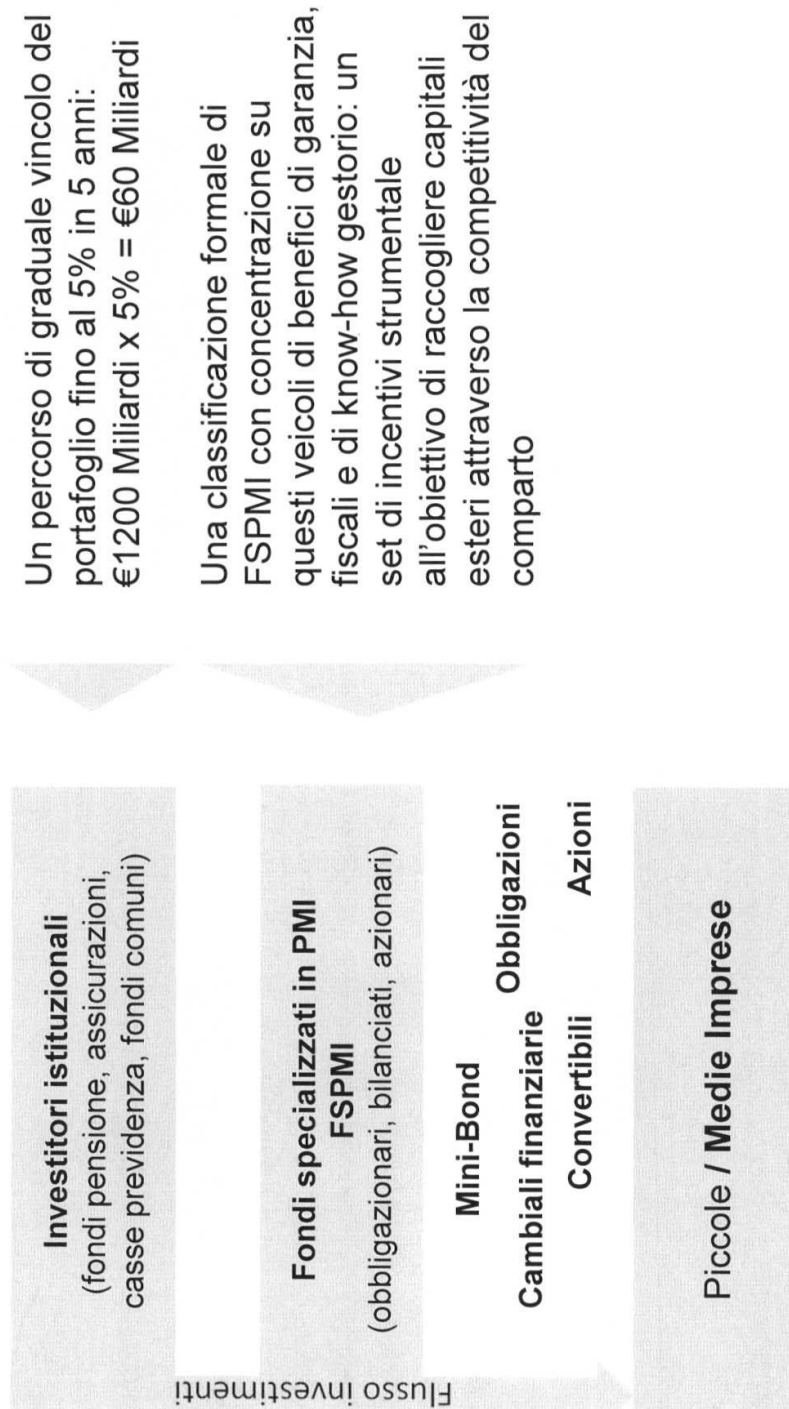 Flusso investimenti
Investitori istituzionali
(fondi pensione, assicurazioni,
casse previdenza, fondi comuni)
Un percorso di graduale vincolo del
portafoglio fino al 5% in 5 anni:
€1200 Miliardi x 5% = €60 Miliardi
Fondi specializzati in PMI
FSPMI
(obbligazionari, bilanciati, azionari)
Una classificazione formale di
FSPMI con concentrazione su
questi veicoli di benefici di garanzia,
fiscali e di know-how gestorio: un
set di incentivi strumentale
all'obiettivo di raccogliere capitali
esteri attraverso la competitività del
comparto
Mini-Bond
Obbligazioni
Cambiali finanziarie
Convertibili
Azioni
Piccole / Medie Imprese